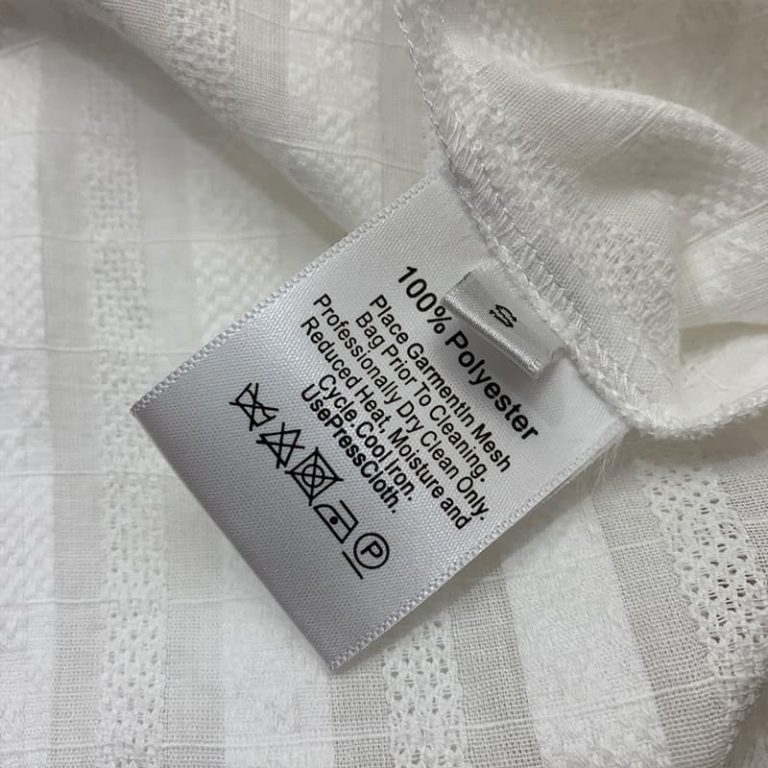 S
100% Polyester
Place GarmentIn Mesh
Bag Prior To Cleaning.
Professionally Dry Clean Only.
Reduced Heat, Moisture and
Cycle.Cool Iron.
UsePressCloth.
P